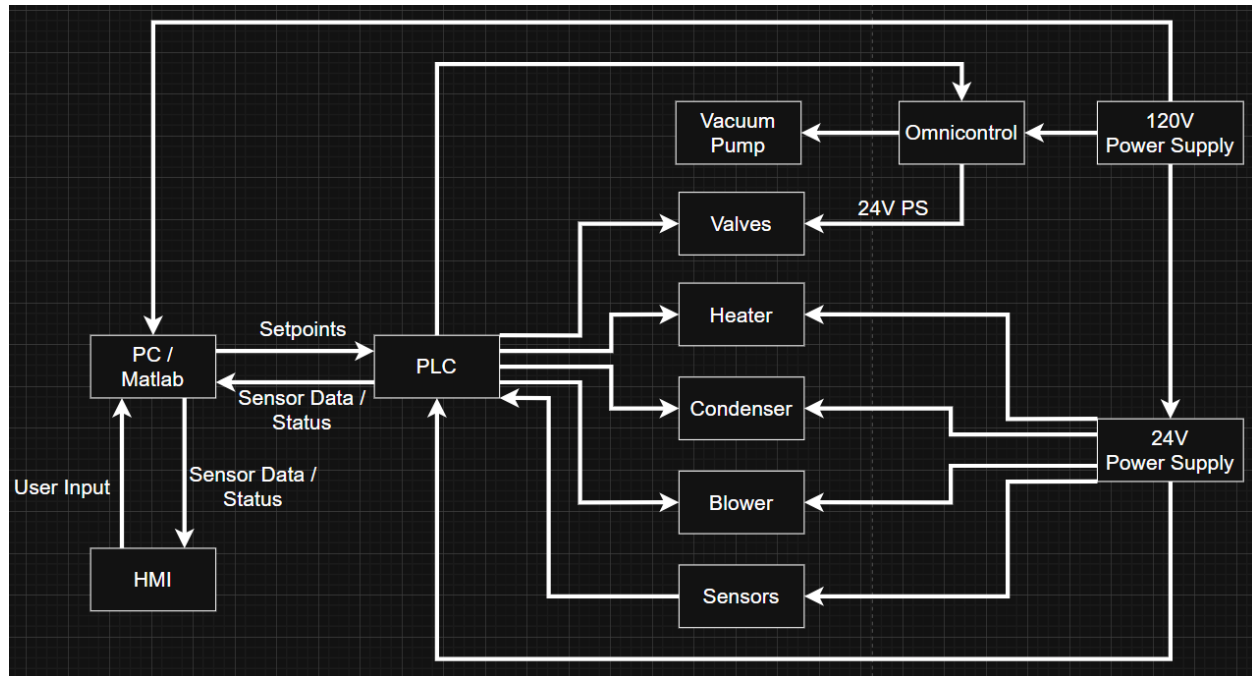 Vacuum
Pump
Omnicontrol
120V
Power Supply
Valves
24V PS
Heater
Setpoints
PC /
Matlab
PLC
Sensor Data /
Status
Condenser
24V
Power Supply
User Input
Sensor Data /
Status
Blower
HMI
Sensors